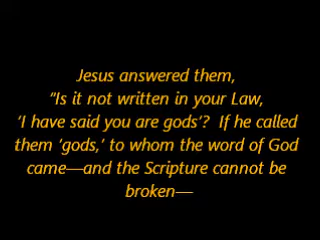 Jesus answered them,
"Is it not written in your Law,
'I have said you are gods'?  If he called
them 'gods,' to whom the word of God
came—and the Scripture cannot be
broken—